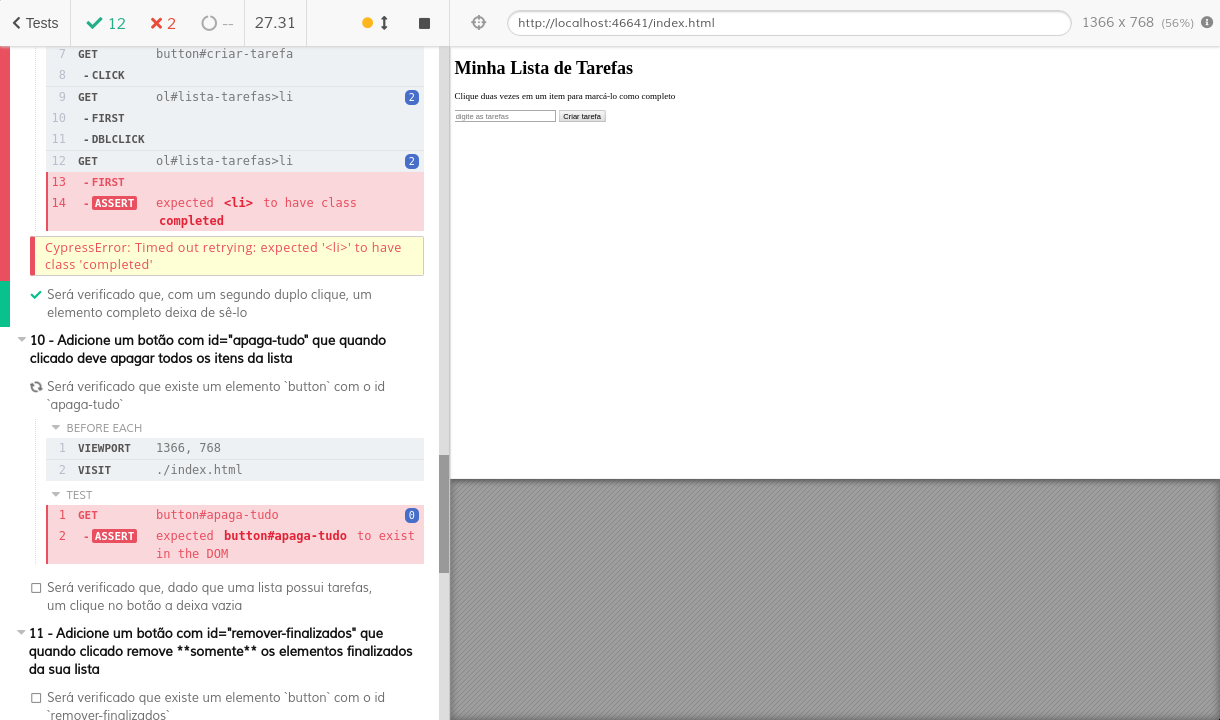 Tests 12 2 -- 27.31 http://localhost:46641/index.html 1366 x 768 (56%)
7 GET button#criar-tarefa
8 - CLICK
9 GET ol#lista-tarefas>li 2
10 - FIRST
11 - DBLCLICK
12 GET ol#lista-tarefas>li 2
13 - FIRST
14 - ASSERT expected <li> to have class
completed
CypressError: Timed out retrying: expected '<li>' to have
class 'completed'
Será verificado que, com um segundo duplo clique, um
elemento completo deixa de sê-lo
10 - Adicione um botão com id="apaga-tudo" que quando
clicado deve apagar todos os itens da lista
Será verificado que existe um elemento `button` com o id
`apaga-tudo`
BEFORE EACH
1 VIEWPORT 1366, 768
2 VISIT ./index.html
TEST
1 GET button#apaga-tudo 0
2 - ASSERT expected button#apaga-tudo to exist
in the DOM
Será verificado que, dado que uma lista possui tarefas,
um clique no botão a deixa vazia
11 - Adicione um botão com id="remover-finalizados" que
quando clicado remove **somente** os elementos finalizados
da sua lista
Será verificado que existe um elemento `button` com o id
`remover-finalizados`
Minha Lista de Tarefas
Clique duas vezes em um item para marcá-lo como completo
digite as tarefas Criar tarefa